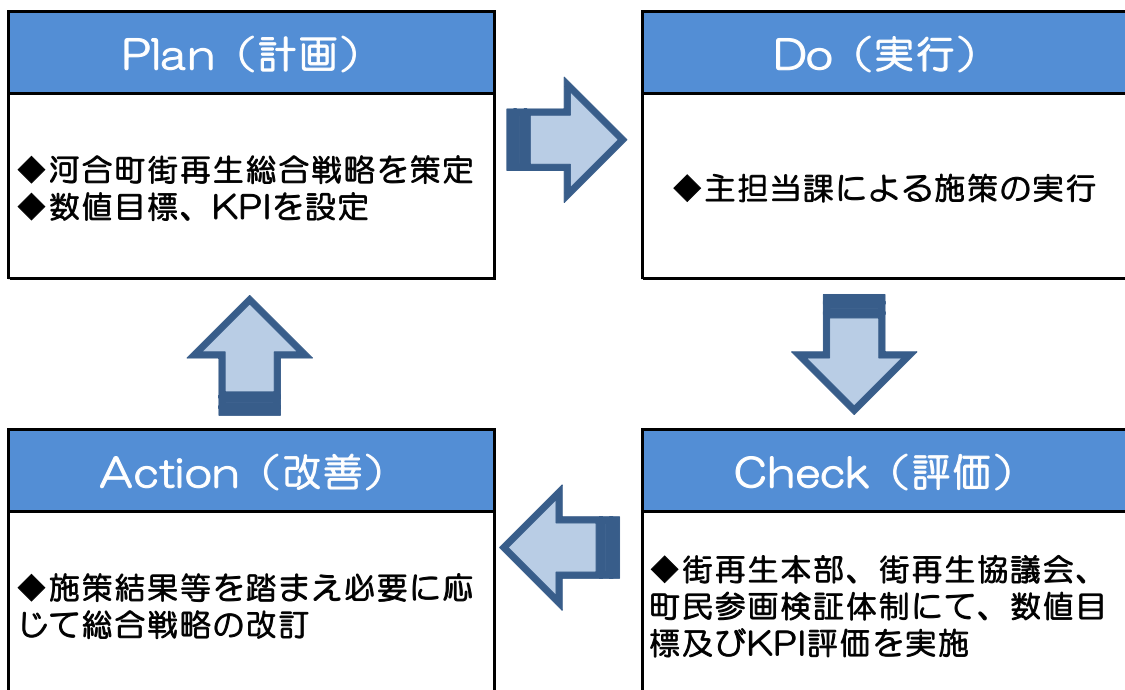 Plan（計画）
◆河合町街再生総合戦略を策定
◆数値目標、KPIを設定
Do（実行）
◆主担当課による施策の実行
Check（評価）
◆街再生本部、街再生協議会、
町民参画検証体制にて、数値目
標及びKPI評価を実施
Action（改善）
◆施策結果等を踏まえ必要に応
じて総合戦略の改訂